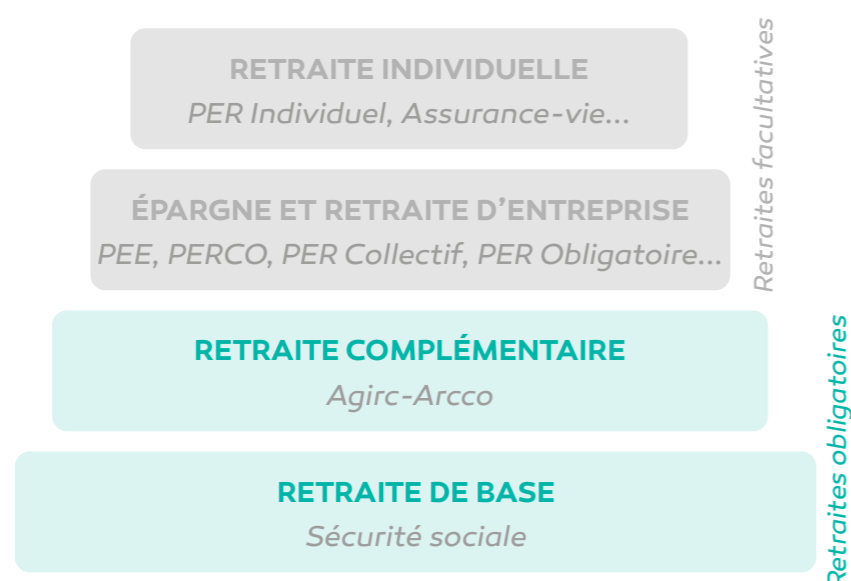 RETRAITE INDIVIDUELLE
PER Individuel, Assurance-vie...
ÉPARGNE ET RETRAITE D'ENTREPRISE
PEE, PERCO, PER Collectif, PER Obligatoire...
Retraites facultatives
RETRAITE COMPLÉMENTAIRE
Agirc-Arcco
RETRAITE DE BASE
Sécurité sociale
Retraites obligatoires